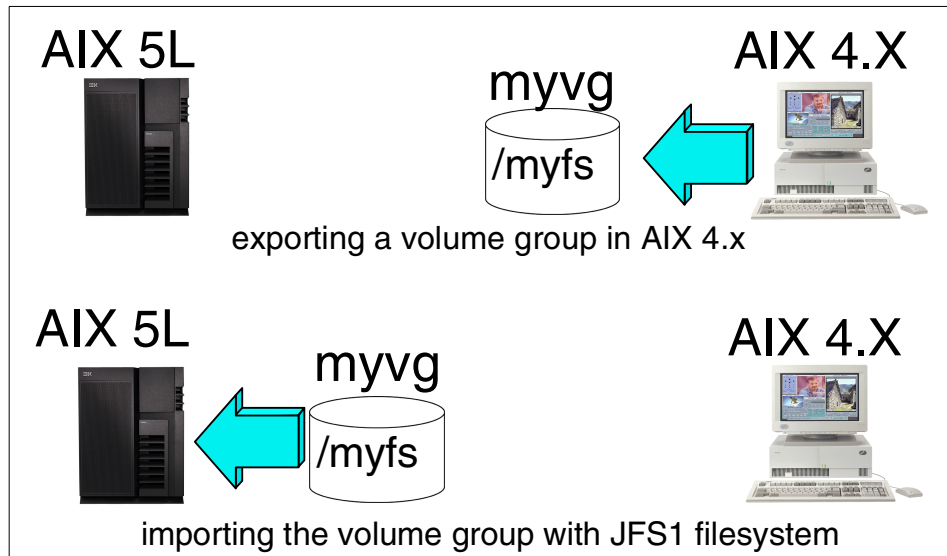 AIX 5L
AIX 4.X
myvg
/myfs
exporting a volume group in AIX 4.x
AIX 5L
AIX 4.X
myvg
/myfs
importing the volume group with JFS1 filesystem